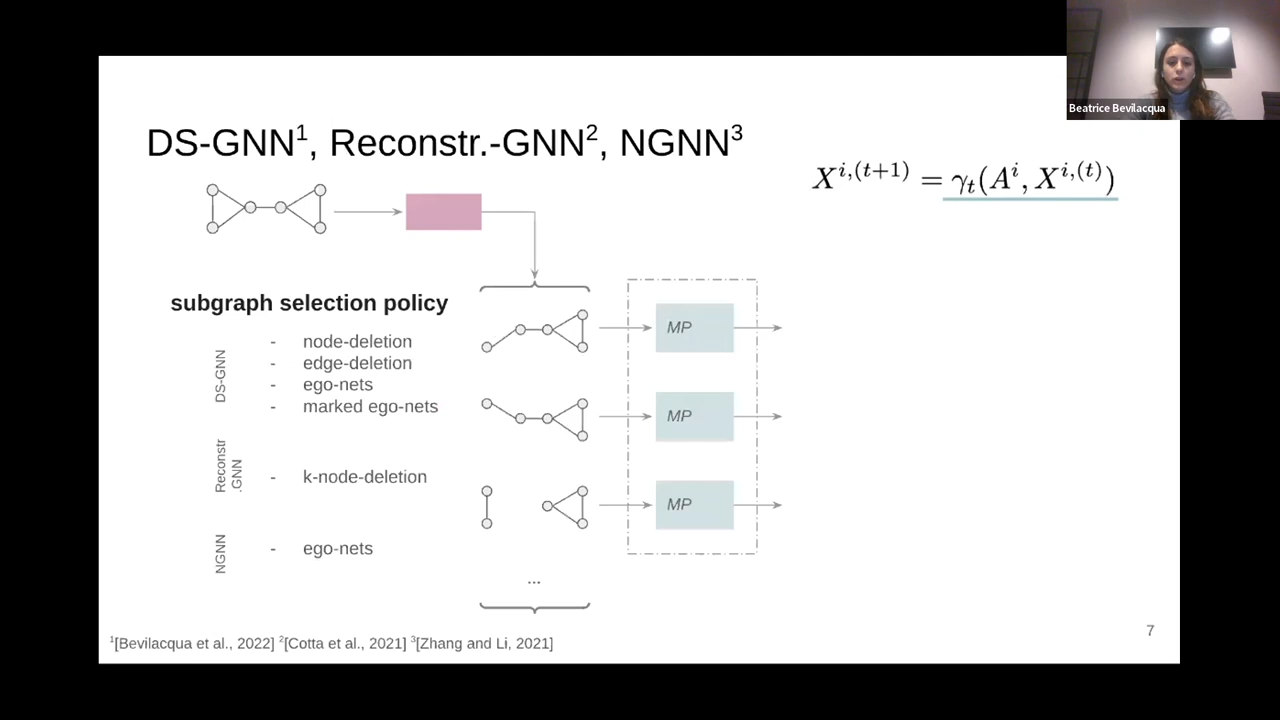 Beatrice Bevilacqua
DS-GNN¹, Reconstr.-GNN², NGNN³
X^{i,(t+1)} = γ_t(A^i, X^{i,(t)})
subgraph selection policy
DS-GNN
- node-deletion
- edge-deletion
- ego-nets
- marked ego-nets
Reconstr
.GNN
- k-node-deletion
NGNN
- ego-nets
MP
MP
MP
...
¹[Bevilacqua et al., 2022] ²[Cotta et al., 2021] ³[Zhang and Li, 2021]
7